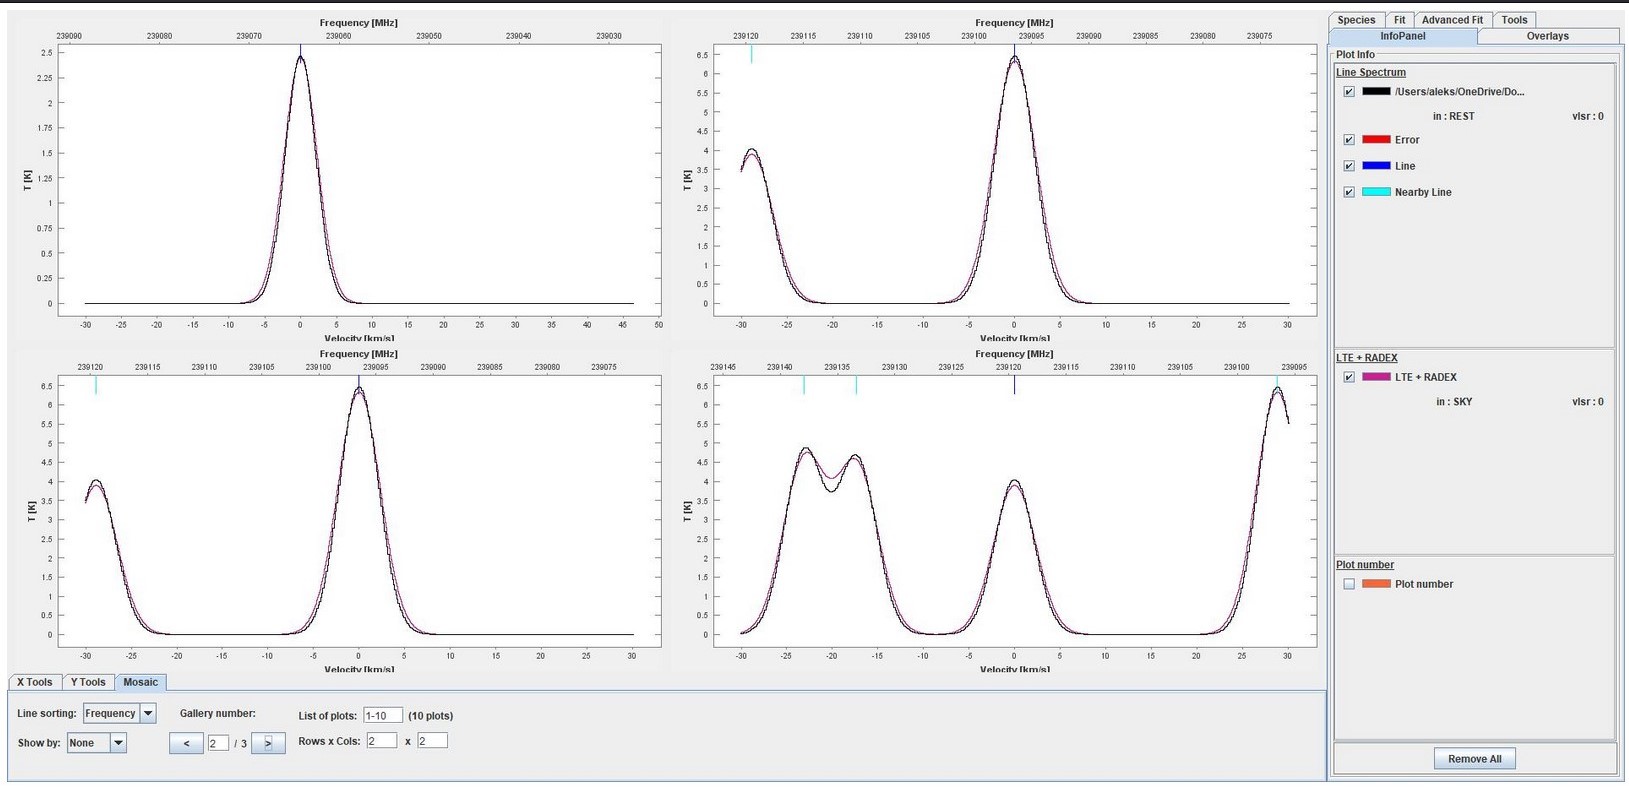 Frequency [MHz]
239090 239080 239070 239060 239050 239040 239030
2.5
2.25
2
1.75
1.5
1.25
1
0.75
0.5
0.25
0
T [K]
-30 -25 -20 -15 -10 -5 0 5 10 15 20 25 30 35 40 45 50
Velocity [km/s]
Frequency [MHz]
239120 239115 239110 239105 239100 239095 239090 239085 239080 239075
6.5
6
5.5
5
4.5
4
3.5
3
2.5
2
1.5
1
0.5
0
T [K]
-30 -25 -20 -15 -10 -5 0 5 10 15 20 25 30
Velocity [km/s]
Frequency [MHz]
239120 239115 239110 239105 239100 239095 239090 239085 239080 239075
6.5
6
5.5
5
4.5
4
3.5
3
2.5
2
1.5
1
0.5
0
T [K]
-30 -25 -20 -15 -10 -5 0 5 10 15 20 25 30
Velocity [km/s]
Frequency [MHz]
239145 239140 239135 239130 239125 239120 239115 239110 239105 239100 239095
6.5
6
5.5
5
4.5
4
3.5
3
2.5
2
1.5
1
0.5
0
T [K]
-30 -25 -20 -15 -10 -5 0 5 10 15 20 25 30
Velocity [km/s]
X Tools Y Tools Mosaic
Line sorting: Frequency Gallery number: List of plots: 1-10 (10 plots)
Show by: None < 2 / 3 > Rows x Cols: 2 x 2
Species Fit Advanced Fit Tools
InfoPanel Overlays
Plot Info
Line Spectrum
/Users/aleks/OneDrive/Do...
in : REST vlsr : 0
Error
Line
Nearby Line
LTE + RADEX
LTE + RADEX
in : SKY vlsr : 0
Plot number
Plot number
Remove All